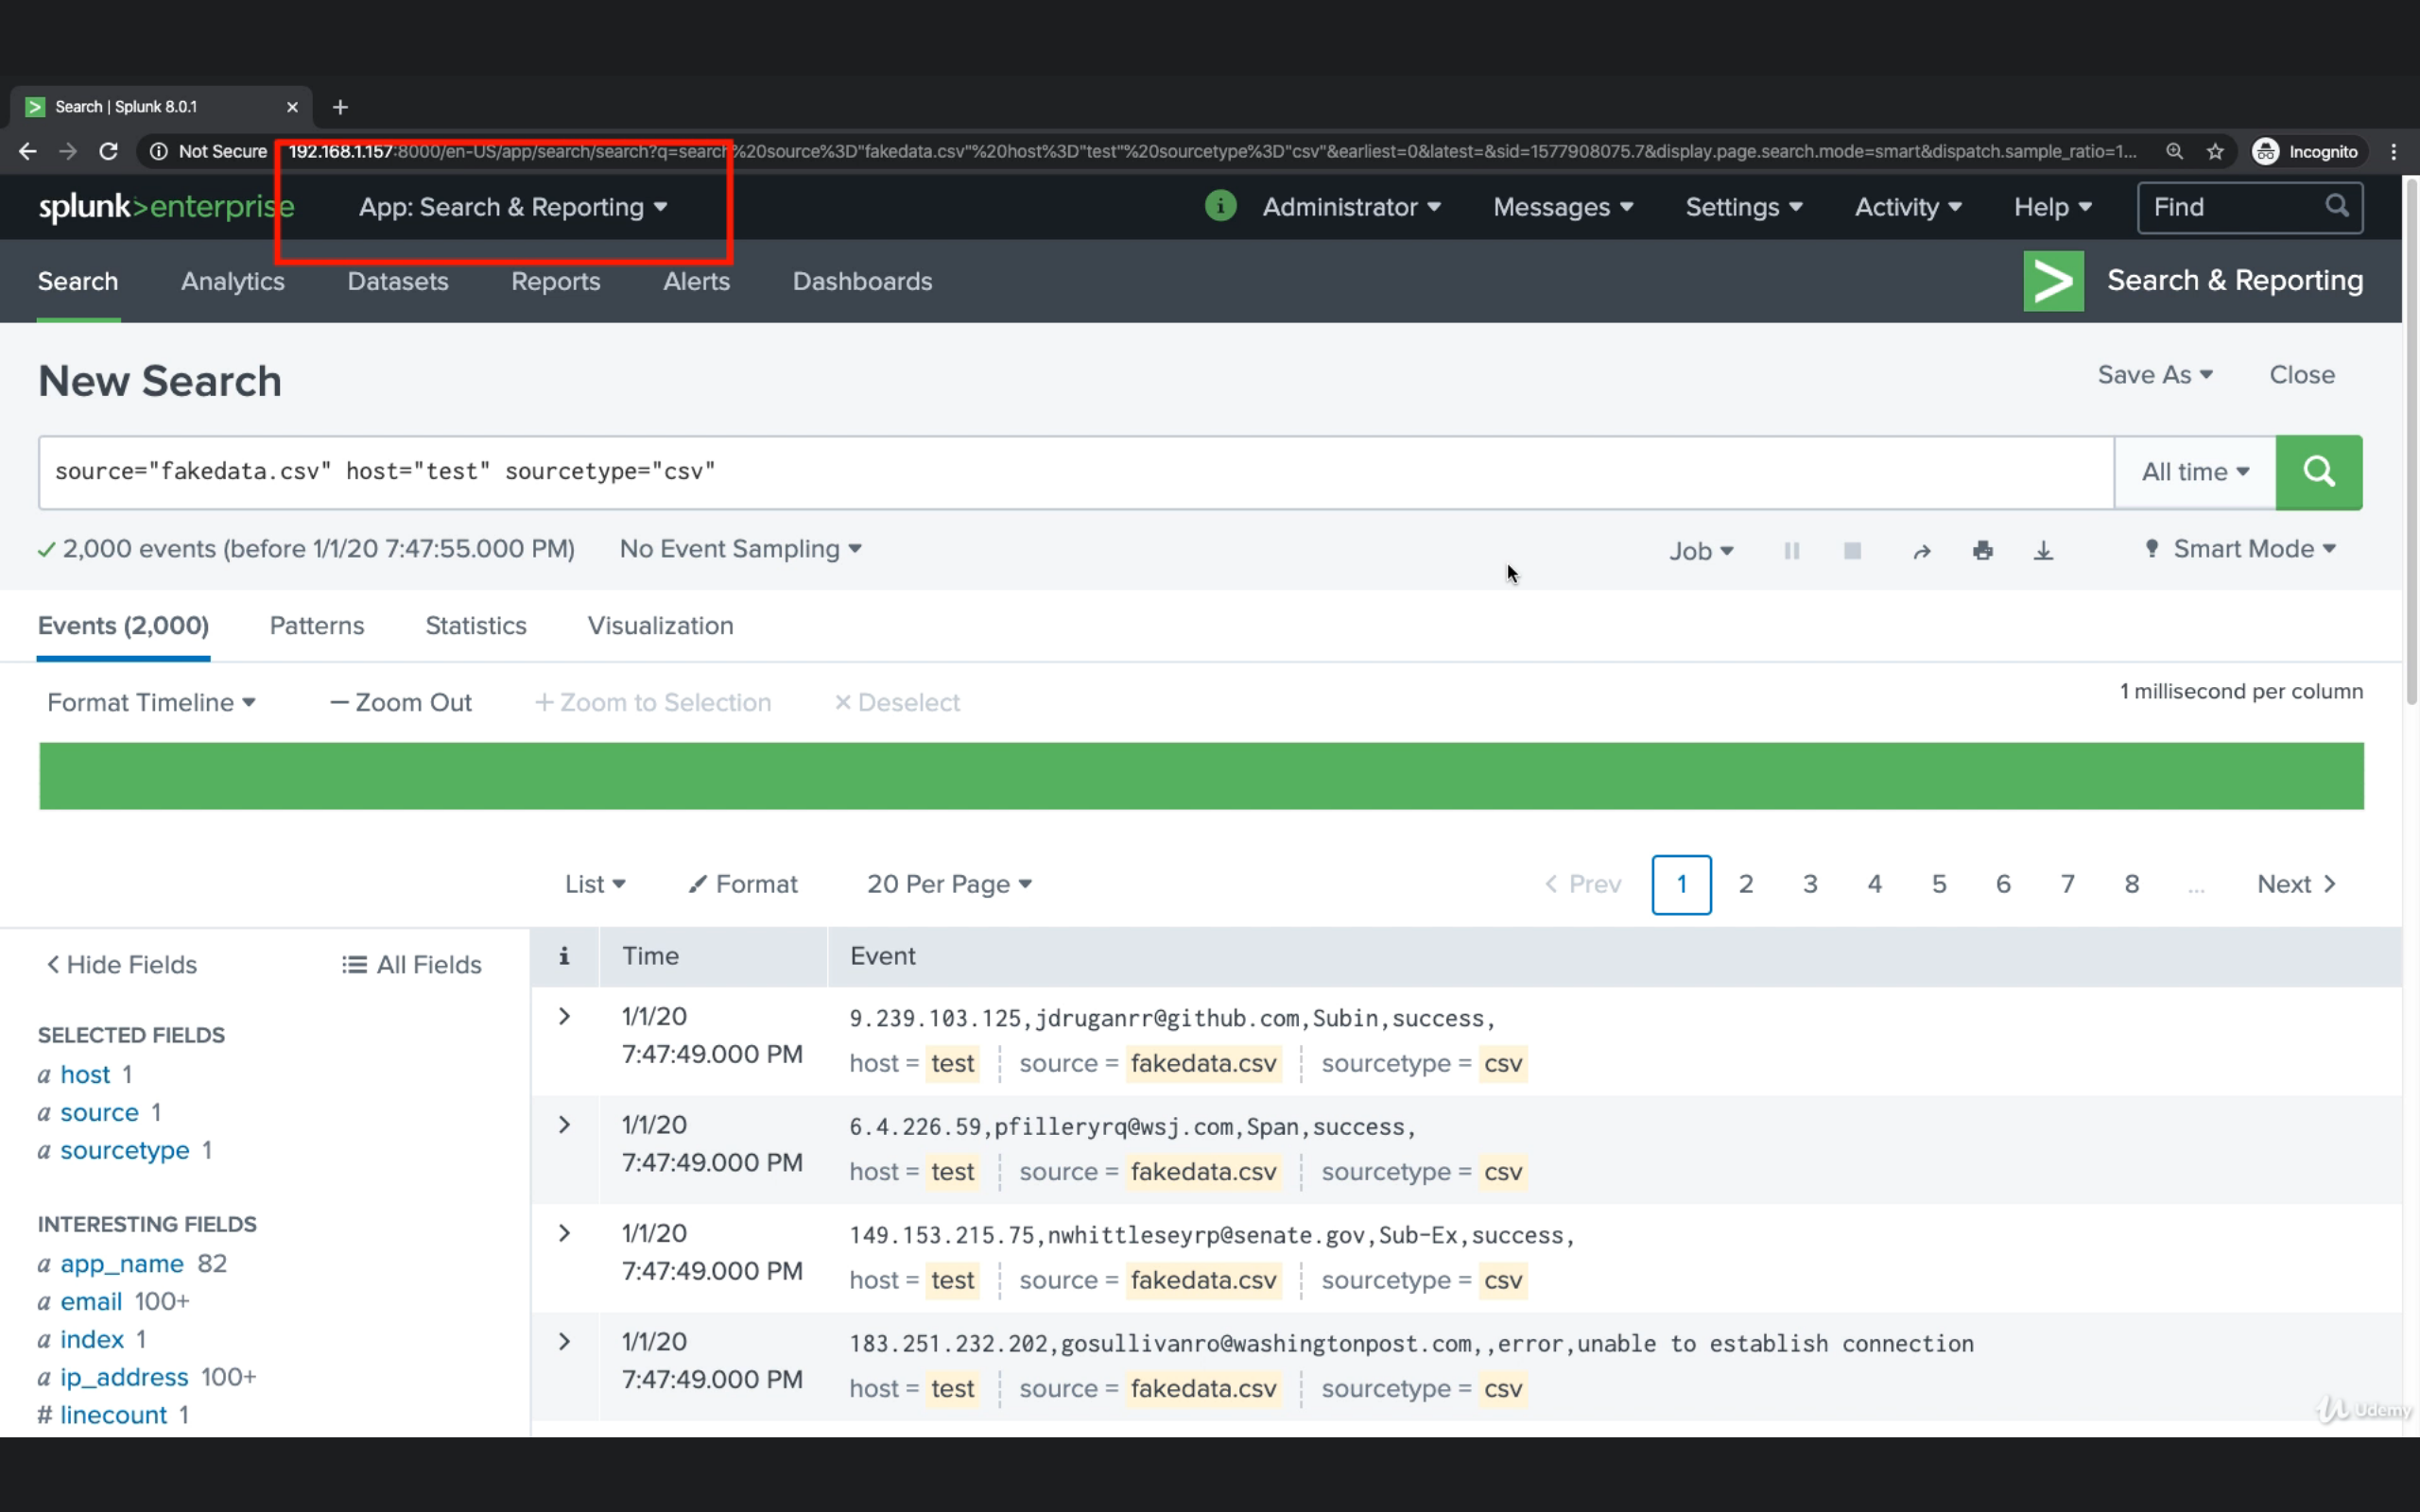 Search | Splunk 8.0.1
Not Secure 192.168.1.157:8000/en-US/app/search/search?q=search%20source%3D"fakedata.csv"%20host%3D"test"%20sourcetype%3D"csv"&earliest=0&latest=&sid=1577908075.7&display.page.search.mode=smart&dispatch.sample_ratio=1... Incognito
splunk>enterprise App: Search & Reporting i Administrator Messages Settings Activity Help Find
Search Analytics Datasets Reports Alerts Dashboards > Search & Reporting
New Search Save As Close
source="fakedata.csv" host="test" sourcetype="csv" All time
✓ 2,000 events (before 1/1/20 7:47:55.000 PM) No Event Sampling Job Smart Mode
Events (2,000) Patterns Statistics Visualization
Format Timeline — Zoom Out + Zoom to Selection × Deselect 1 millisecond per column
List Format 20 Per Page < Prev 1 2 3 4 5 6 7 8 ... Next >
< Hide Fields All Fields
SELECTED FIELDS
a host 1
a source 1
a sourcetype 1
INTERESTING FIELDS
a app_name 82
a email 100+
a index 1
a ip_address 100+
# linecount 1
i Time Event
> 1/1/20 9.239.103.125,jdruganrr@github.com,Subin,success,
7:47:49.000 PM host = test source = fakedata.csv sourcetype = csv
> 1/1/20 6.4.226.59,pfilleryrq@wsj.com,Span,success,
7:47:49.000 PM host = test source = fakedata.csv sourcetype = csv
> 1/1/20 149.153.215.75,nwhittleseyrp@senate.gov,Sub-Ex,success,
7:47:49.000 PM host = test source = fakedata.csv sourcetype = csv
> 1/1/20 183.251.232.202,gosullivanro@washingtonpost.com,,error,unable to establish connection
7:47:49.000 PM host = test source = fakedata.csv sourcetype = csv
Udemy